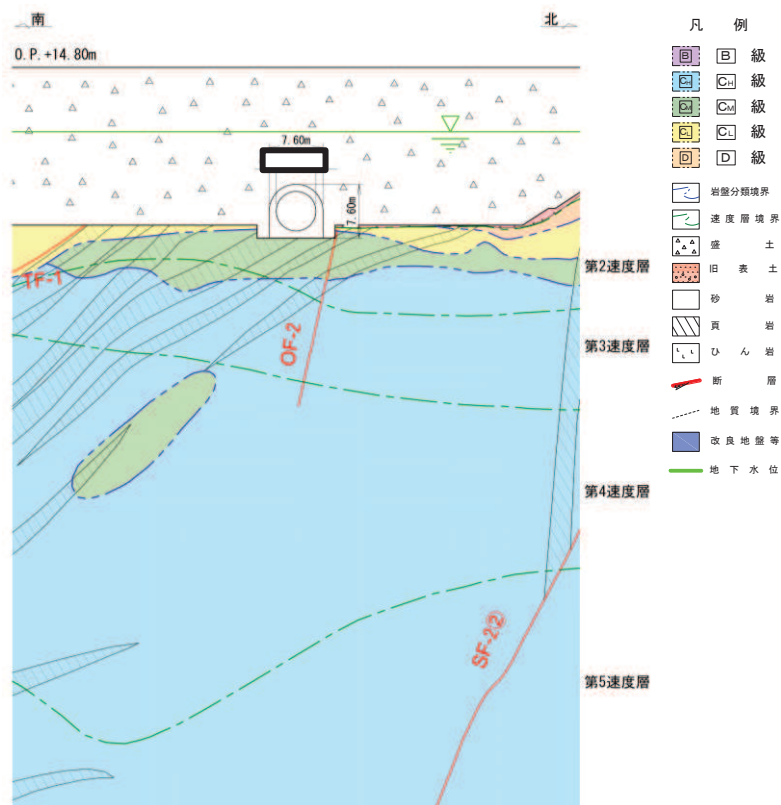 南
北
O.P.+14.80m
7.60m
7.60m
TF-1
OF-2
SF-2②
第2速度層
第3速度層
第4速度層
第5速度層
凡 例
B B 級
CH CH 級
CM CM 級
CL CL 級
D D 級
岩盤分類境界
速度層境界
盛土
旧表土
砂岩
頁岩
ひん岩
断層
地質境界
改良地盤等
地下水位